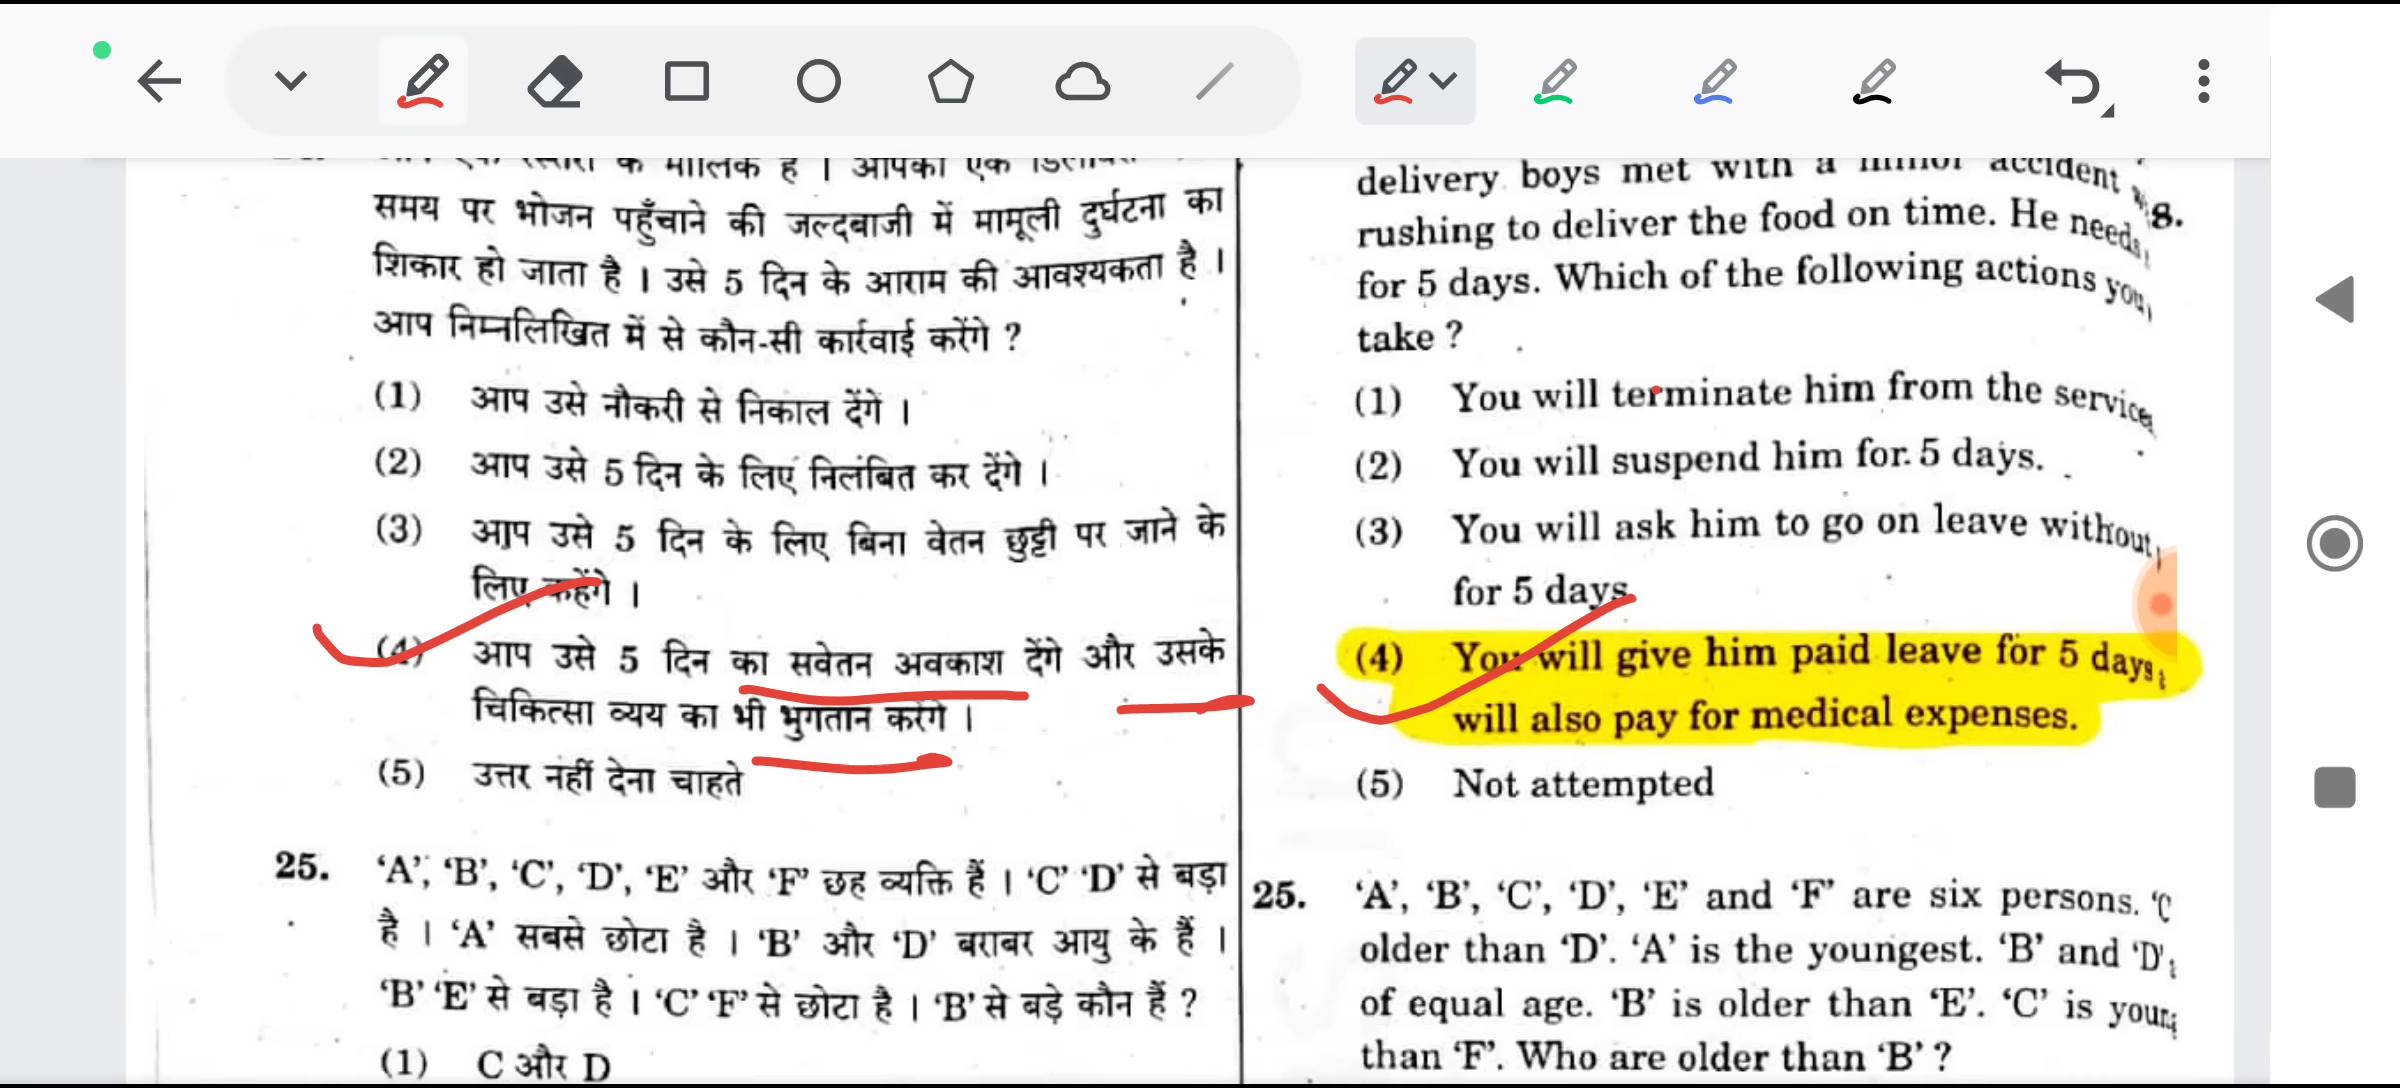 समय पर भोजन पहुँचाने की जल्दबाजी में मामूली दुर्घटना का
शिकार हो जाता है । उसे 5 दिन के आराम की आवश्यकता है ।
आप निम्नलिखित में से कौन-सी कार्रवाई करेंगे ?
(1) आप उसे नौकरी से निकाल देंगें ।
(2) आप उसे 5 दिन के लिए निलंबित कर देंगे ।
(3) आप उसे 5 दिन के लिए बिना वेतन छुट्टी पर जाने के
लिए कहेंगे ।
(4) आप उसे 5 दिन का सवेतन अवकाश देंगे और उसके
चिकित्सा व्यय का भी भुगतान करेंगे ।
(5) उत्तर नहीं देना चाहते
25. ‘A’, ‘B’, ‘C’, ‘D’, ‘E’ और ‘F’ छह व्यक्ति हैं । ‘C’ ‘D’ से बड़ा
है । ‘A’ सबसे छोटा है । ‘B’ और ‘D’ बराबर आयु के हैं ।
‘B’ ‘E’ से बड़ा है । ‘C’ ‘F’ से छोटा है । ‘B’ से बड़े कौन हैं ?
(1) C और D
delivery boys met with a minor accident
rushing to deliver the food on time. He needs
for 5 days. Which of the following actions you
take ?
(1) You will terminate him from the service
(2) You will suspend him for 5 days.
(3) You will ask him to go on leave without
for 5 days.
(4) You will give him paid leave for 5 days
will also pay for medical expenses.
(5) Not attempted
8.
25. ‘A’, ‘B’, ‘C’, ‘D’, ‘E’ and ‘F’ are six persons. ‘C
older than ‘D’. ‘A’ is the youngest. ‘B’ and ‘D’
of equal age. ‘B’ is older than ‘E’. ‘C’ is
than ‘F’. Who are older than ‘B’ ?